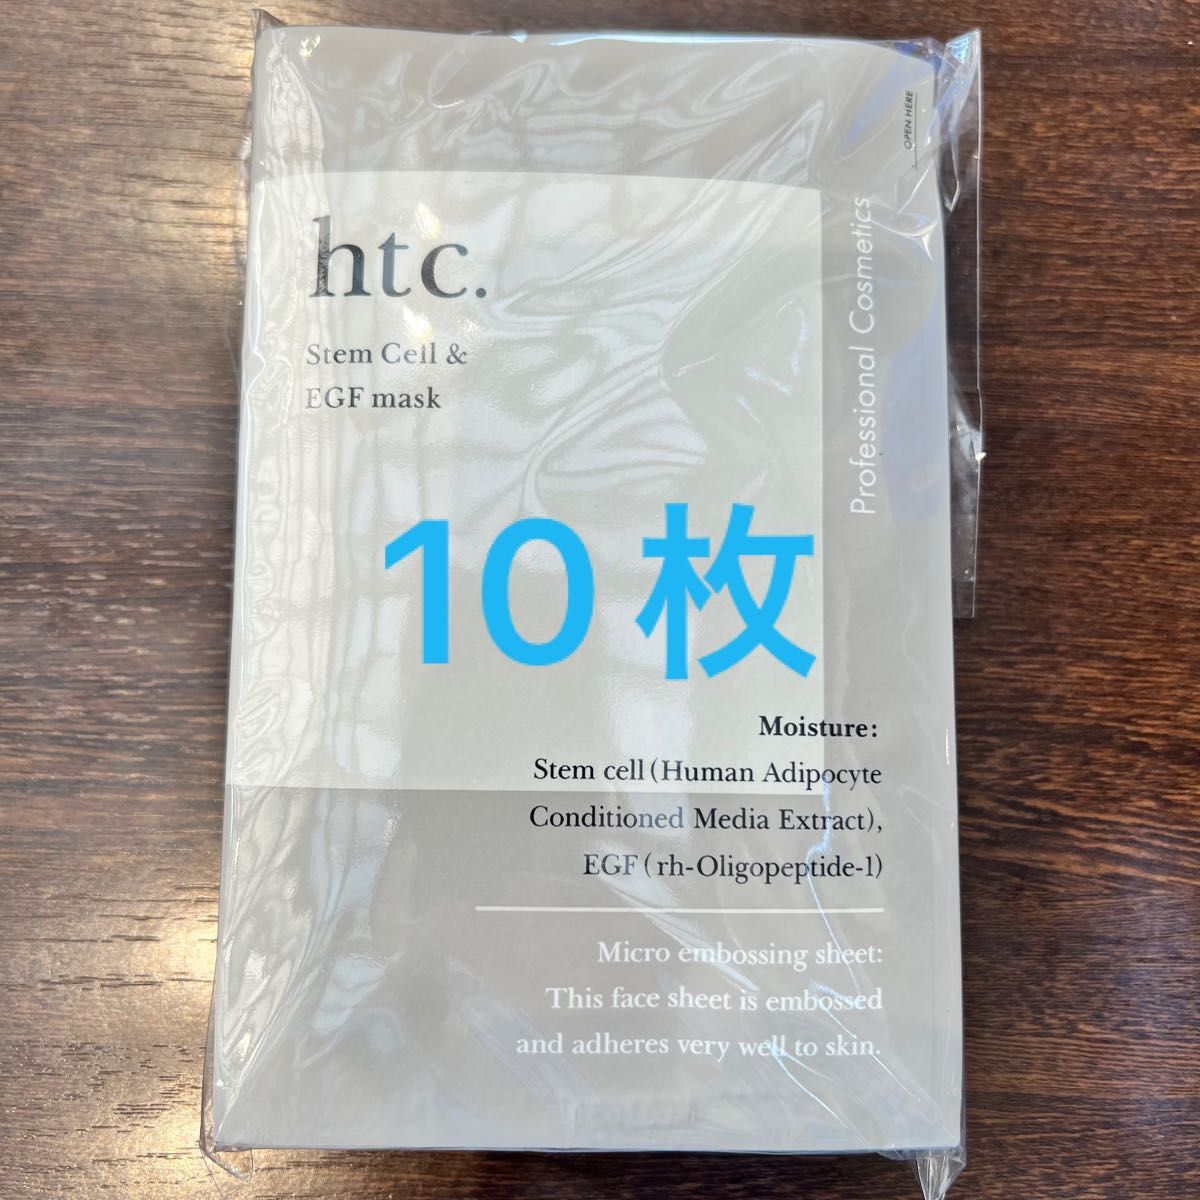 OPEN HERE
htc.
Stem Cell &
EGF mask
Professional Cosmetics
10枚
Moisture:
Stem cell (Human Adipocyte
Conditioned Media Extract),
EGF (rh-Oligopeptide-1)
Micro embossing sheet:
This face sheet is embossed
and adheres very well to skin.